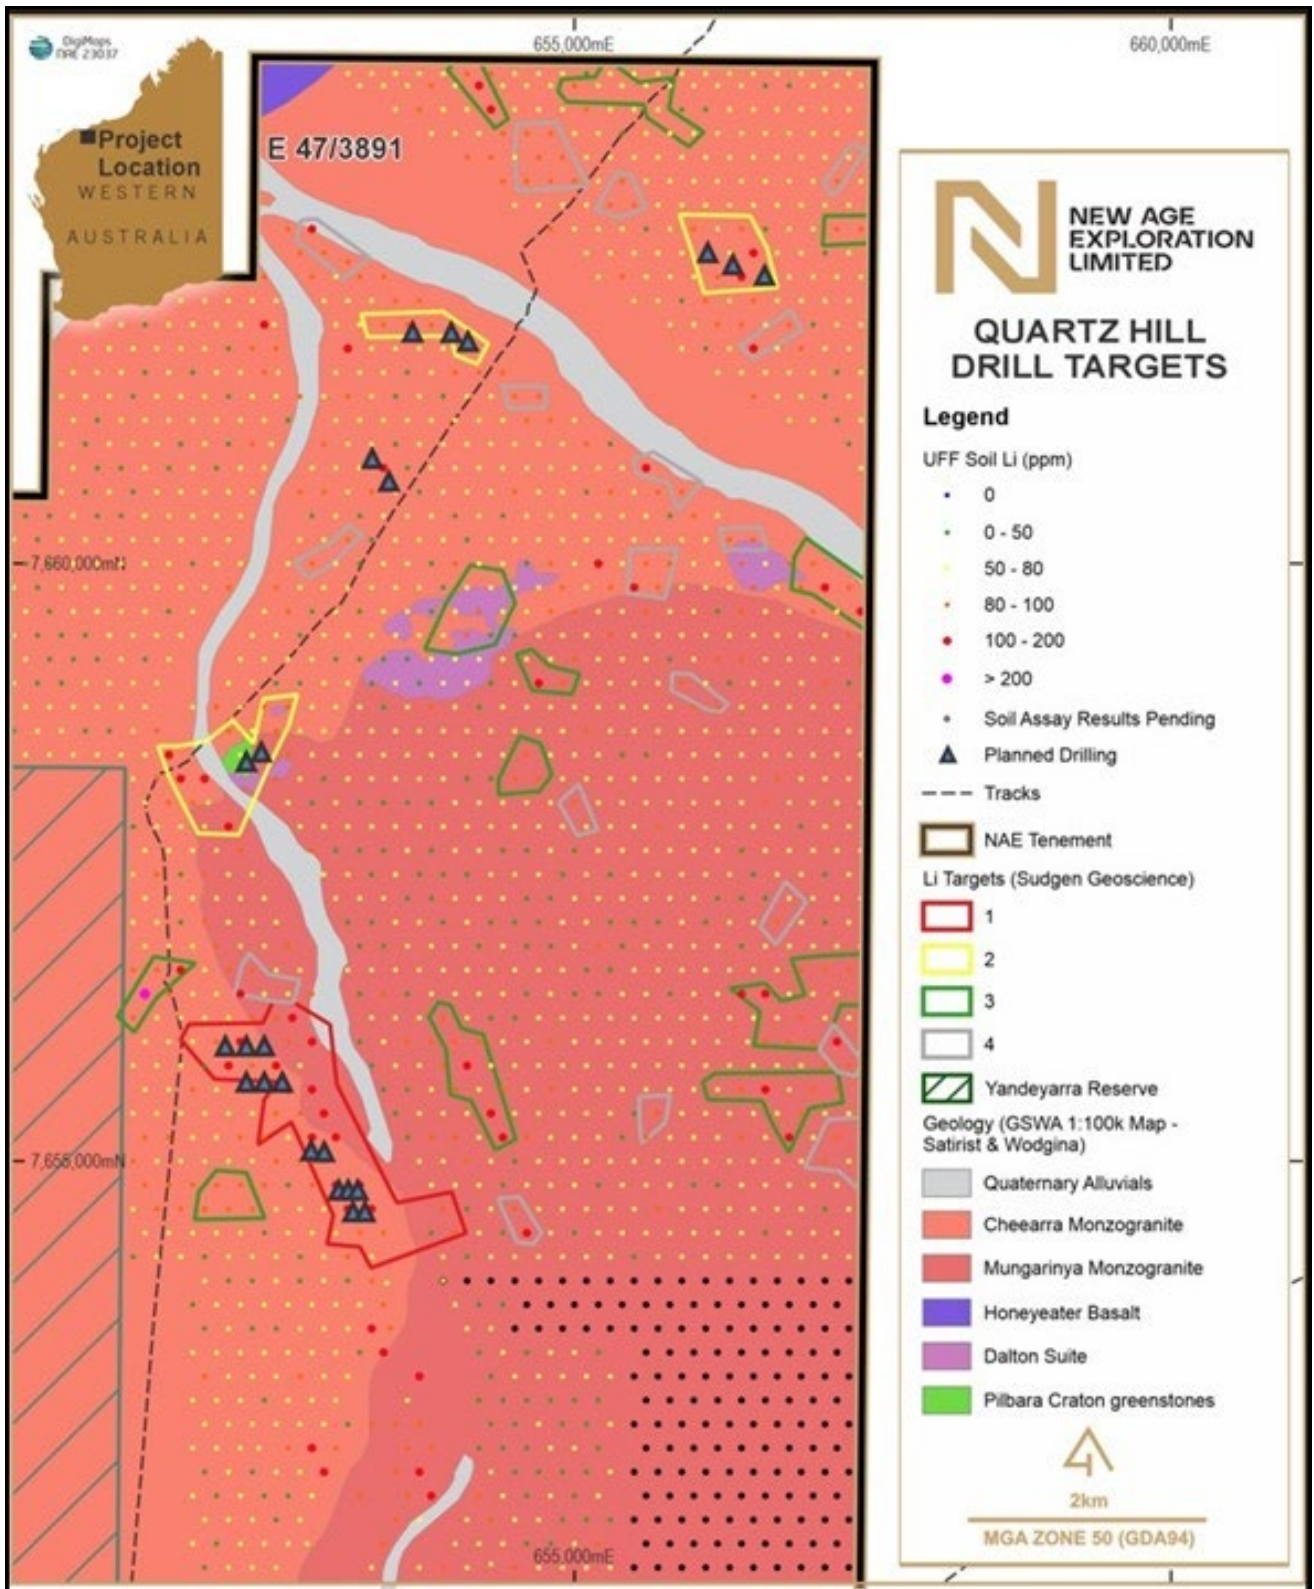 DigiMaps
NAE 23037
655,000mE
660,000mE
Project
Location
WESTERN
AUSTRALIA
E 47/3891
7,660,000mN
7,655,000mN
655,000mE
NEW AGE
EXPLORATION
LIMITED
QUARTZ HILL
DRILL TARGETS
Legend
UFF Soil Li (ppm)
0
0 - 50
50 - 80
80 - 100
100 - 200
> 200
Soil Assay Results Pending
Planned Drilling
Tracks
NAE Tenement
Li Targets (Sudgen Geoscience)
1
2
3
4
Yandeyarra Reserve
Geology (GSWA 1:100k Map -
Satirist & Wodgina)
Quaternary Alluvials
Cheearra Monzogranite
Mungarinya Monzogranite
Honeyeater Basalt
Dalton Suite
Pilbara Craton greenstones
2km
MGA ZONE 50 (GDA94)